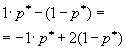 1· p* − (1− p*) =
= −1· p* + 2(1− p*)